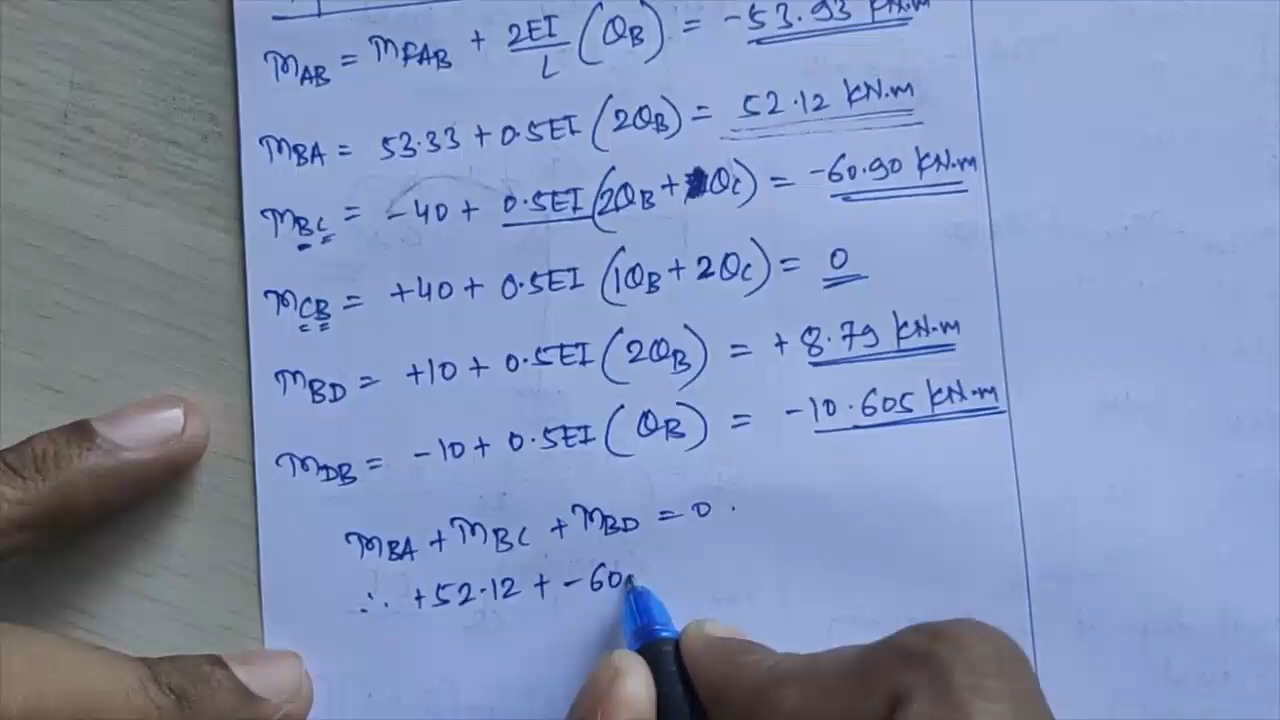 MAB = MFAB + 2EI/L (θB) = -53.93 kN.m
MBA = 53.33 + 0.5EI (2θB) = 52.12 kN.m
MBC = -40 + 0.5EI (2θB + θC) = -60.90 kN.m
MCB = +40 + 0.5EI (1θB + 2θC) = 0
MBD = +10 + 0.5EI (2θB) = +8.79 kN.m
MDB = -10 + 0.5EI (θB) = -10.605 kN.m
MBA + MBC + MBD = 0.
∴ +52.12 + -60.